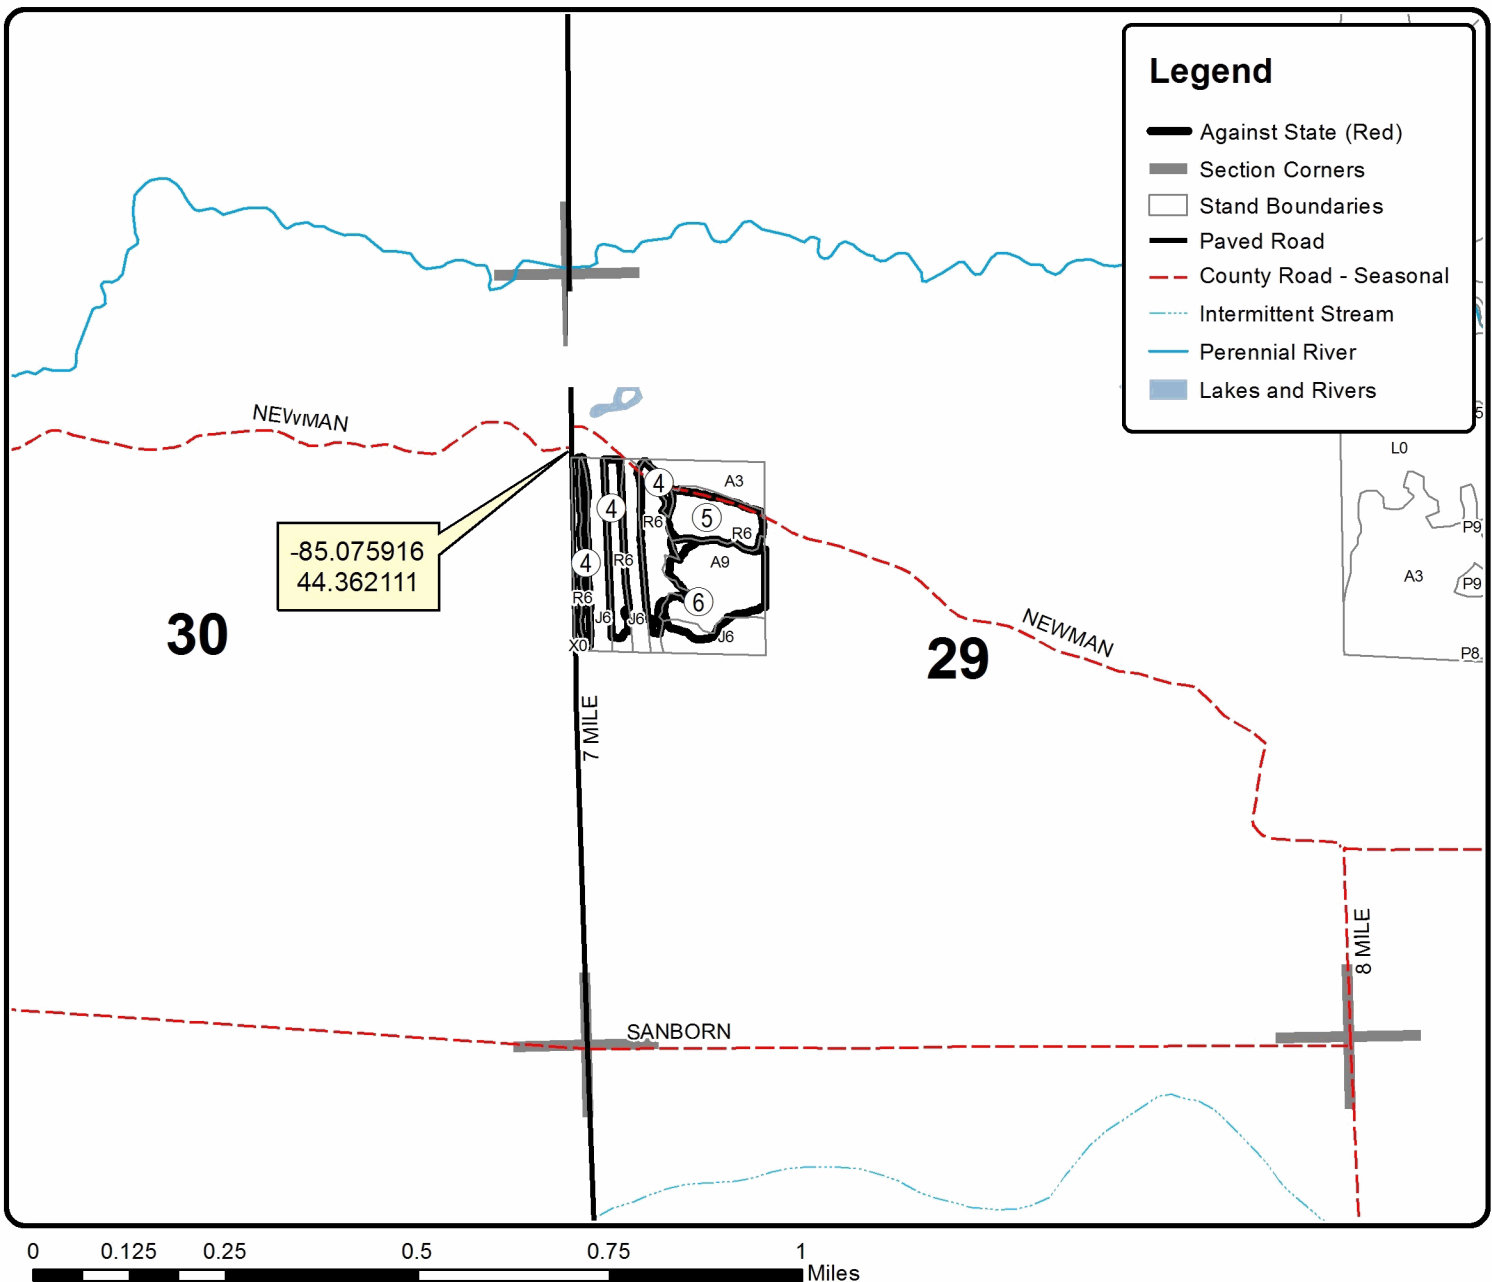 Legend
Against State (Red)
Section Corners
Stand Boundaries
Paved Road
County Road - Seasonal
Intermittent Stream
Perennial River
Lakes and Rivers
NEWMAN
5
L0
P9
A3
P9
P8
4
A3
4
5
R6
R6
-85.075916
44.362111
4
R6
A9
R6
6
J6
J6
J6
X0
30
29
NEWMAN
7 MILE
8 MILE
SANBORN
0 0.125 0.25 0.5 0.75 1
Miles